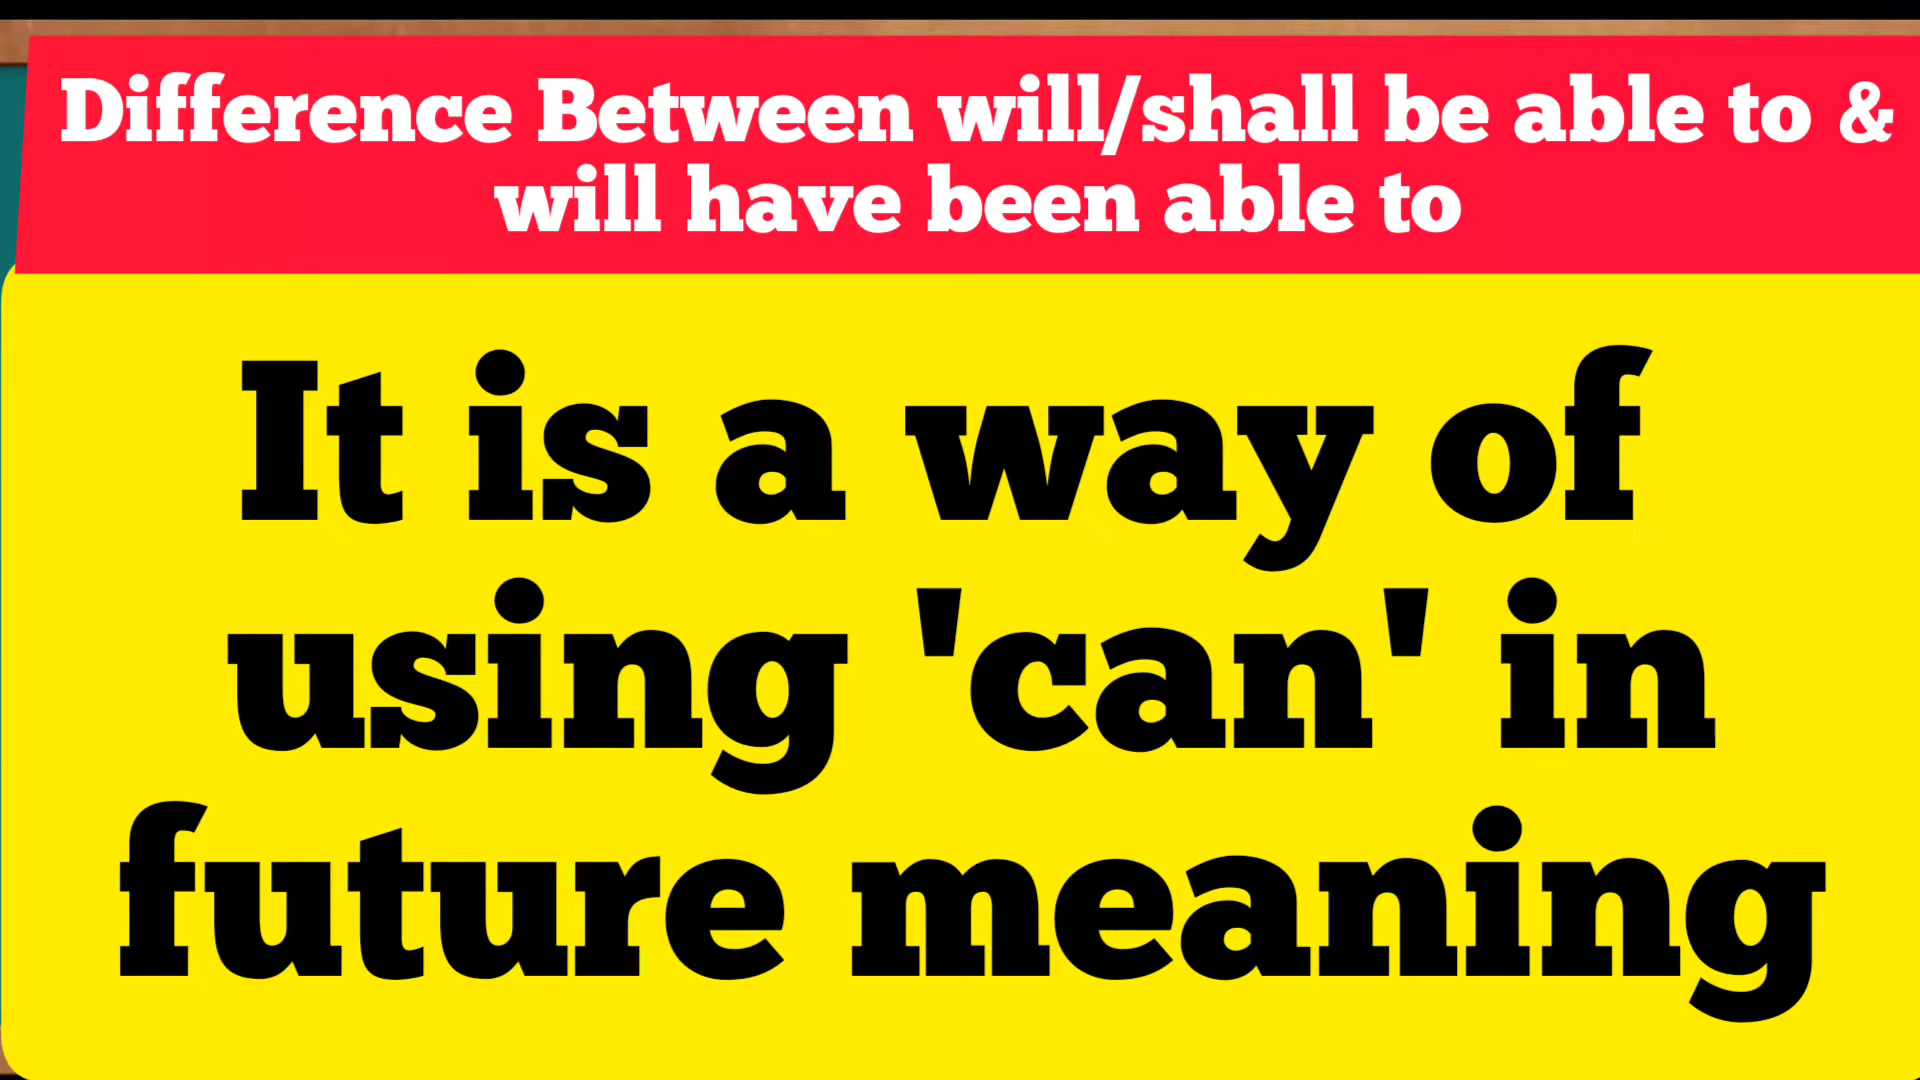 Difference Between will/shall be able to &
will have been able to
It is a way of
using 'can' in
future meaning